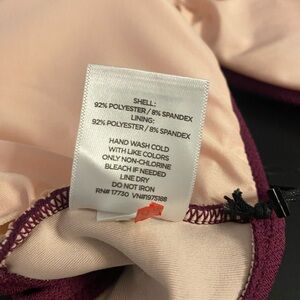 SHELL:
92% POLYESTER / 8% SPANDEX
LINING:
92% POLYESTER / 8% SPANDEX
HAND WASH COLD
WITH LIKE COLORS
ONLY NON-CHLORINE
BLEACH IF NEEDED
LINE DRY
DO NOT IRON
RN# 17730 VN#1975188